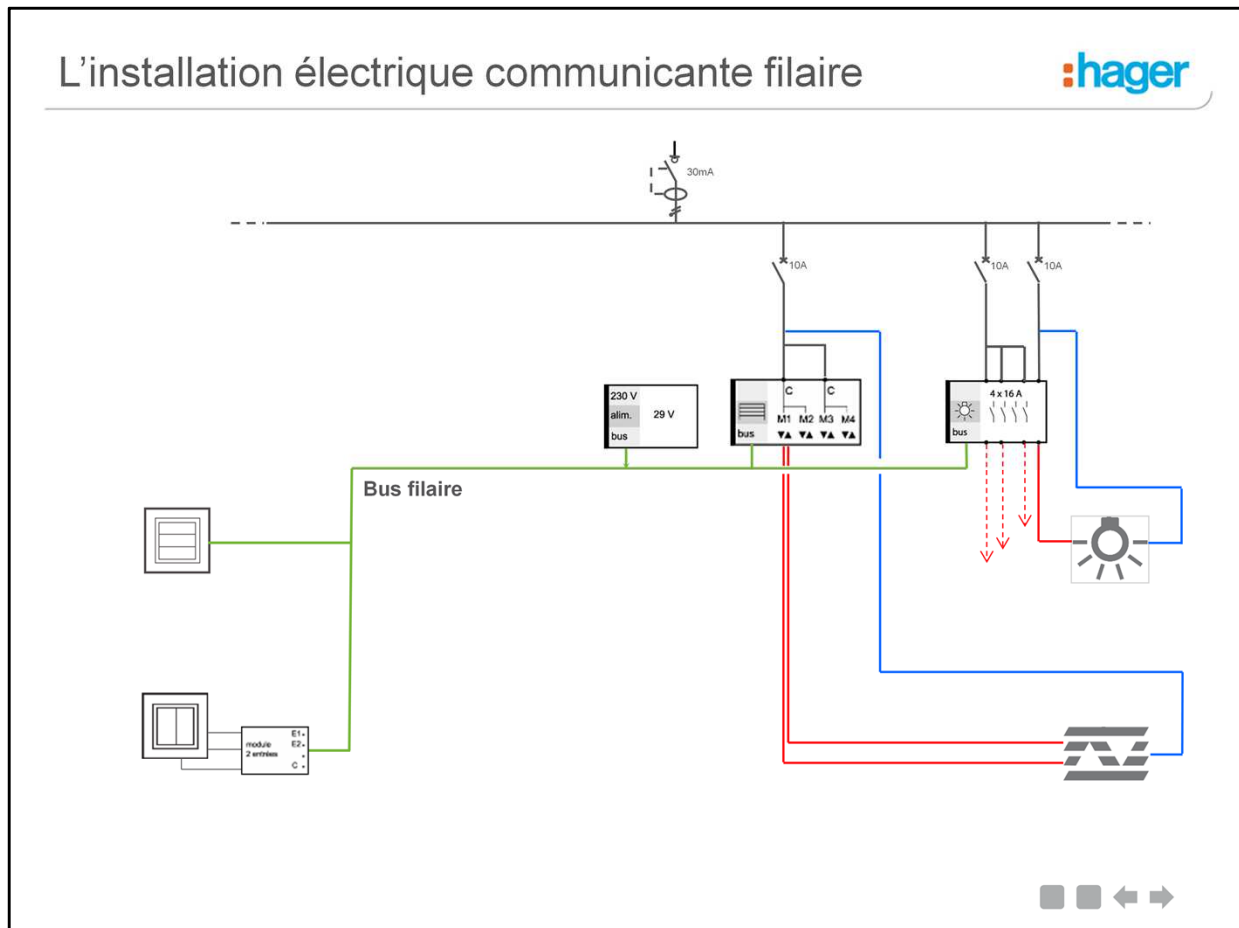 L'installation électrique communicante filaire
:hager
30mA
10A
10A
10A
230 V
alim.
29 V
bus
C
C
M1
M2
M3
M4
bus
4 x 16 A
bus
Bus filaire
module
2 entrées
E1
E2
C